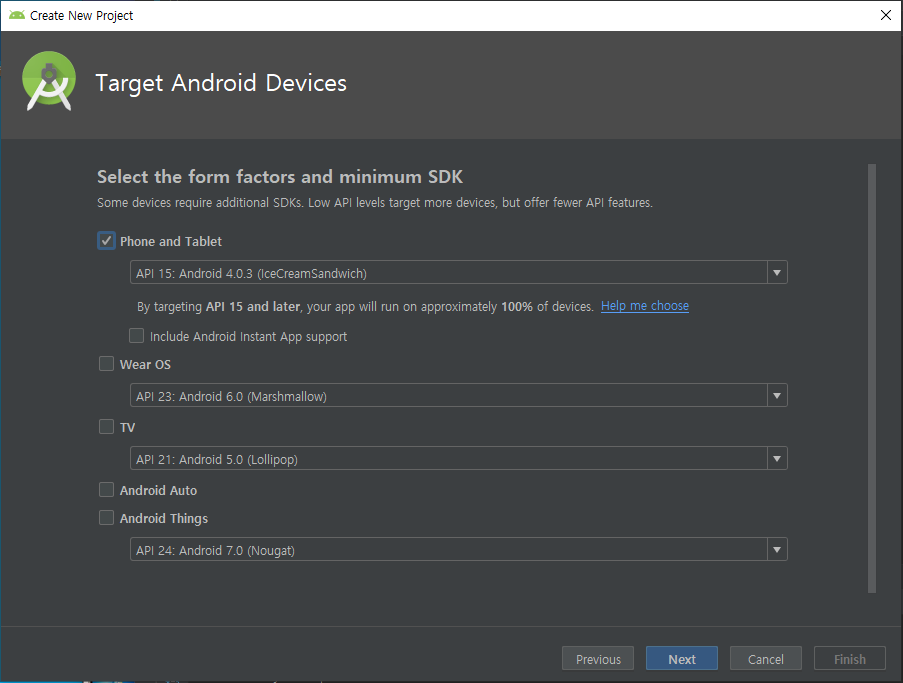 Create New Project
Target Android Devices
Select the form factors and minimum SDK
Some devices require additional SDKs. Low API levels target more devices, but offer fewer API features.
Phone and Tablet
API 15: Android 4.0.3 (IceCreamSandwich)
By targeting API 15 and later, your app will run on approximately 100% of devices. Help me choose
Include Android Instant App support
Wear OS
API 23: Android 6.0 (Marshmallow)
TV
API 21: Android 5.0 (Lollipop)
Android Auto
Android Things
API 24: Android 7.0 (Nougat)
Previous Next Cancel Finish